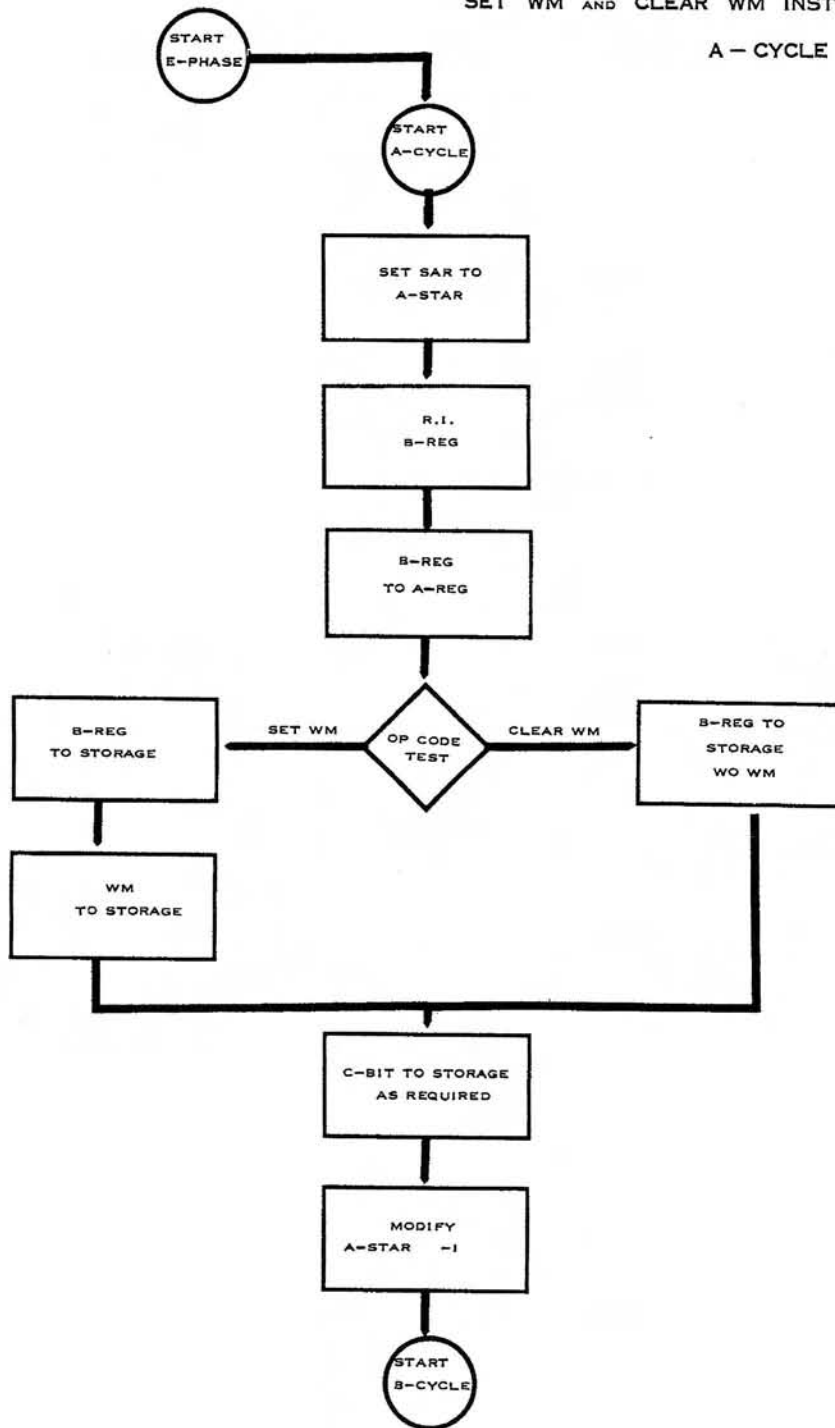 SET WM AND CLEAR WM
A – CYCLE
START
E-PHASE
START
A-CYCLE
SET SAR TO
A-STAR
R.I.
B-REG
B-REG
TO A-REG
OP CODE
TEST
SET WM
CLEAR WM
B-REG
TO STORAGE
B-REG TO
STORAGE
WO WM
WM
TO STORAGE
C-BIT TO STORAGE
AS REQUIRED
MODIFY
A-STAR -1
START
B-CYCLE